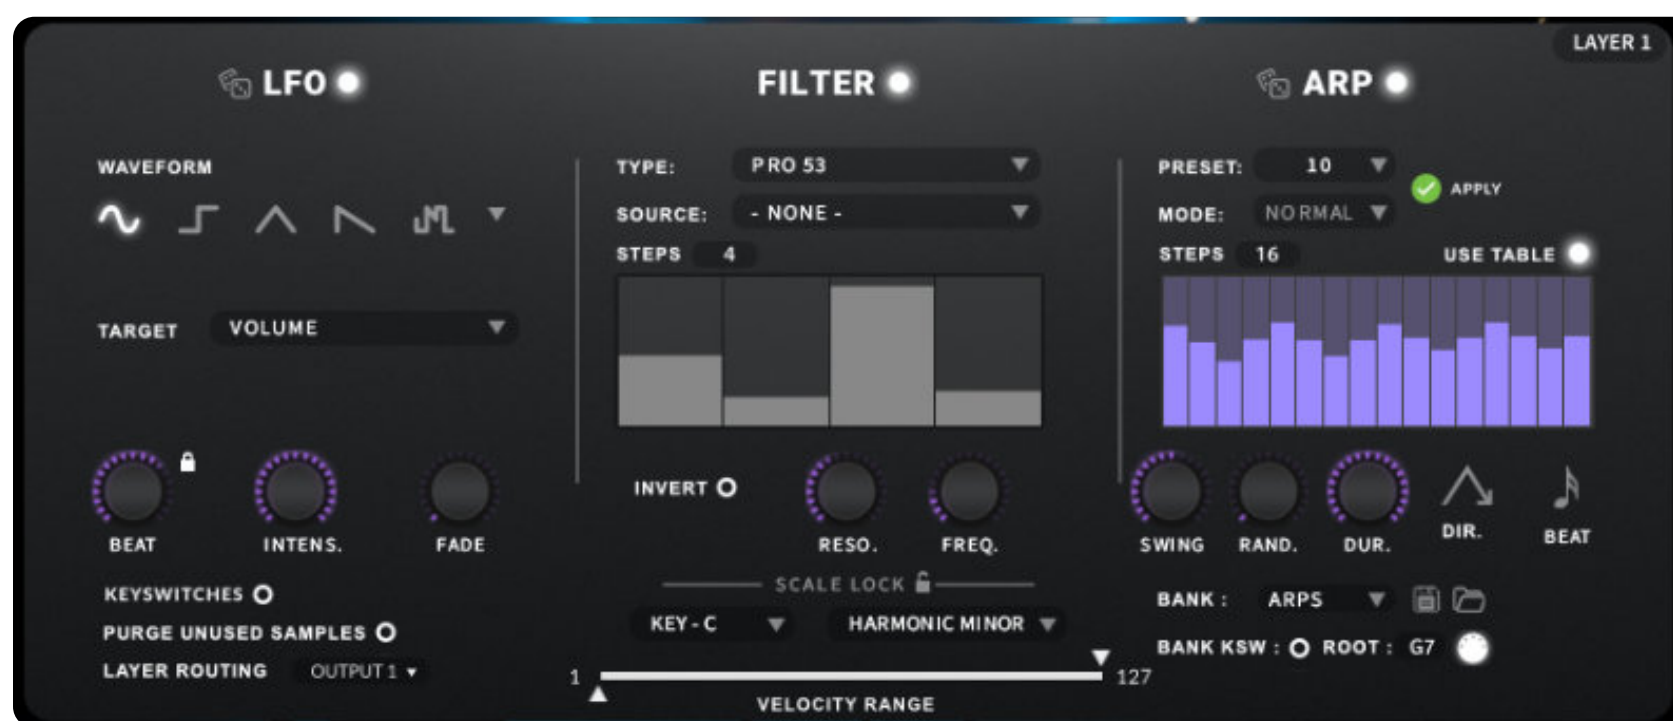 LAYER 1
LFO
WAVEFORM
TARGET VOLUME
BEAT INTENS. FADE
KEYSWITCHES
PURGE UNUSED SAMPLES
LAYER ROUTING OUTPUT 1
FILTER
TYPE: PRO 53
SOURCE: - NONE -
STEPS 4
INVERT
RESO. FREQ.
SCALE LOCK
KEY - C HARMONIC MINOR
1 127
VELOCITY RANGE
ARP
PRESET: 10
APPLY
MODE: NORMAL
STEPS 16 USE TABLE
SWING RAND. DUR. DIR. BEAT
BANK : ARPS
BANK KSW : ROOT : G7